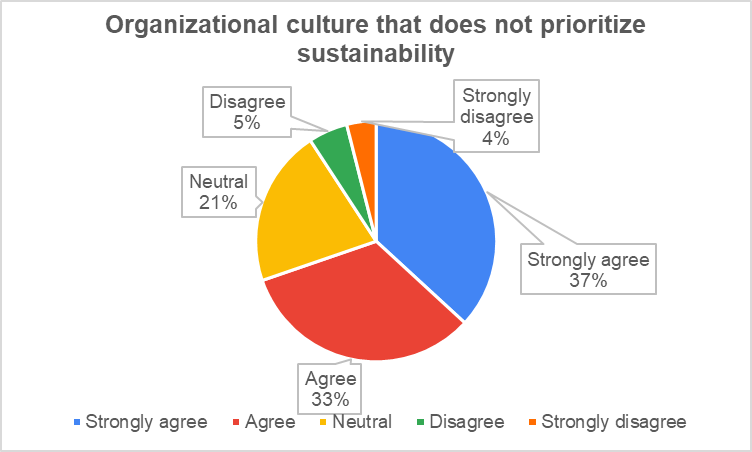 Organizational culture that does not prioritize
sustainability
Strongly
disagree
4%
Disagree
5%
Neutral
21%
Strongly agree
37%
Agree
33%
Strongly agree
Agree
Neutral
Disagree
Strongly disagree